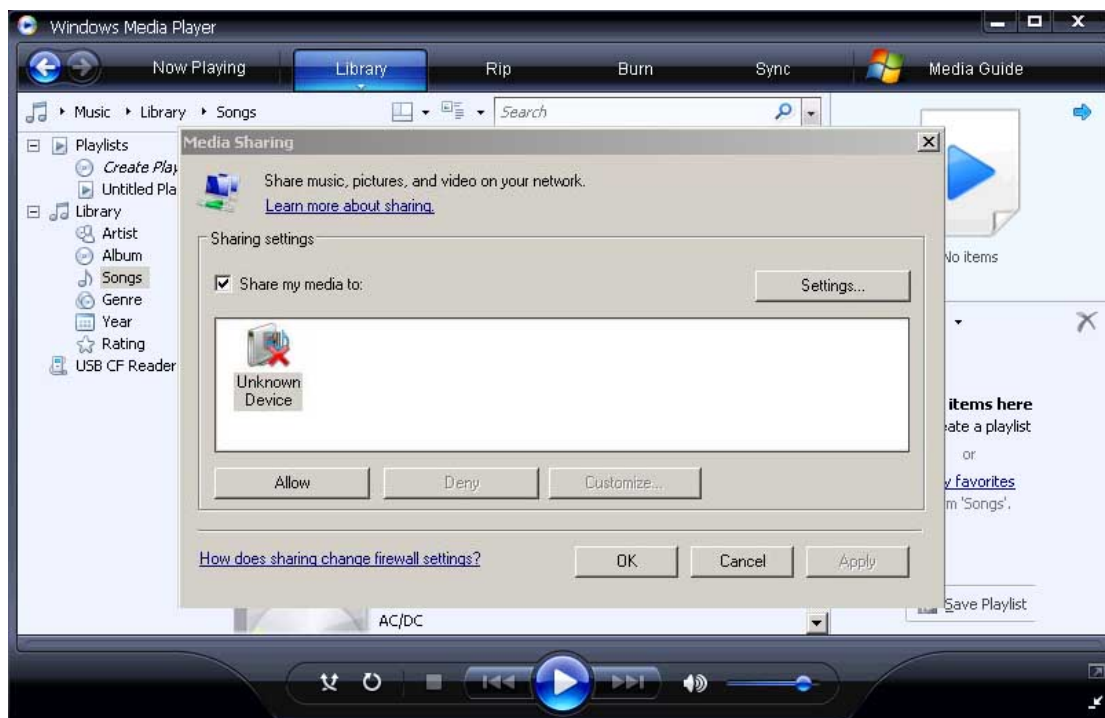 Windows Media Player
Now Playing
Library
Rip
Burn
Sync
Media Guide
Music Library Songs
Search
Playlists
Create Play
Untitled Pla
Library
Artist
Album
Songs
Genre
Year
Rating
USB CF Reader
Media Sharing
Share music, pictures, and video on your network.
Learn more about sharing.
Sharing settings
Share my media to:
Settings...
Unknown
Device
Allow
Deny
Customize...
How does sharing change firewall settings?
OK
Cancel
Apply
AC/DC
No items
items here
eate a playlist
or
y favorites
m 'Songs'.
Save Playlist